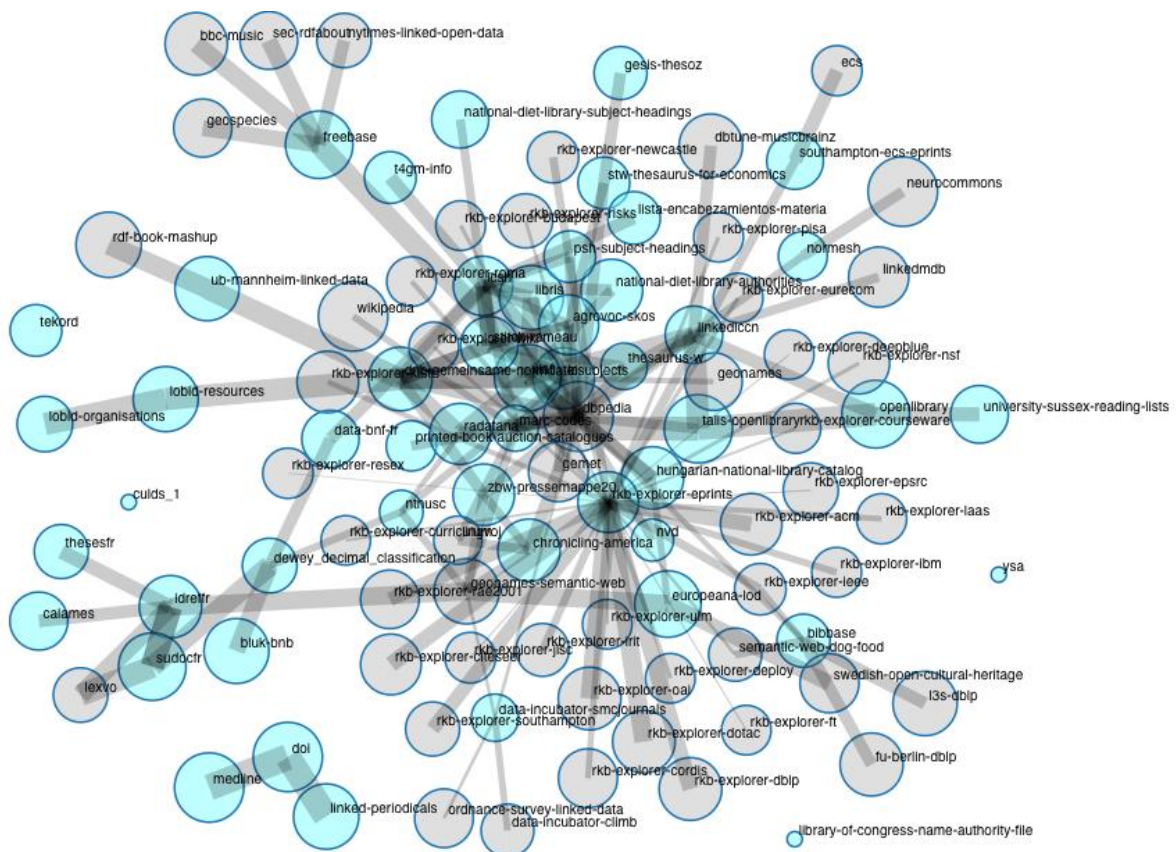 bbc-music
sec-rdfabout
nytimes-linked-open-data
gesis-thesoz
ecs
geospecies
freebase
national-diet-library-subject-headings
dbtune-musicbrainz
southampton-ecs-eprints
rkb-explorer-newcastle
t4gm-info
stw-thesaurus-for-economics
neurocommons
rkb-explorer-budapest
rkb-explorer-risks
lista-encabezamientos-materia
rkb-explorer-pisa
rdf-book-mashup
psh-subject-headings
normesh
ub-mannheim-linked-data
rkb-explorer-roma
lcsh
libris
national-diet-library-authorities
linkedmdb
rkb-explorer-eurecom
wikipedia
agrovoc-skos
tekord
linkedlccn
rkb-explorer-deepblue
thesaurus-w
rkb-explorer-nsf
lobid-resources
geonames
dbpedia
openlibrary
university-sussex-reading-lists
lobid-organisations
marc-codes
talis-openlibrary
rkb-explorer-courseware
data-bnf-fr
radatana
printed-book-auction-catalogues
rkb-explorer-resex
gemet
hungarian-national-library-catalog
zbw-pressemappe20
rkb-explorer-eprints
rkb-explorer-epsrc
culds_1
nthusc
rkb-explorer-acm
rkb-explorer-laas
thesesfr
rkb-explorer-curriculum
lingvoj
chronicling-america
nvd
dewey_decimal_classification
rkb-explorer-ibm
ysa
idreffr
rkb-explorer-rae2001
geonames-semantic-web
rkb-explorer-ieee
europeana-lod
calames
rkb-explorer-ulm
bibbase
bluk-bnb
rkb-explorer-citeseer
rkb-explorer-jisc
rkb-explorer-irit
semantic-web-dog-food
sudocfr
rkb-explorer-deploy
swedish-open-cultural-heritage
lexvo
rkb-explorer-oai
l3s-dblp
data-incubator-smcjournals
rkb-explorer-southampton
rkb-explorer-ft
rkb-explorer-dotac
doi
fu-berlin-dblp
medline
rkb-explorer-cordis
rkb-explorer-dblp
linked-periodicals
ordnance-survey-linked-data
data-incubator-climb
library-of-congress-name-authority-file